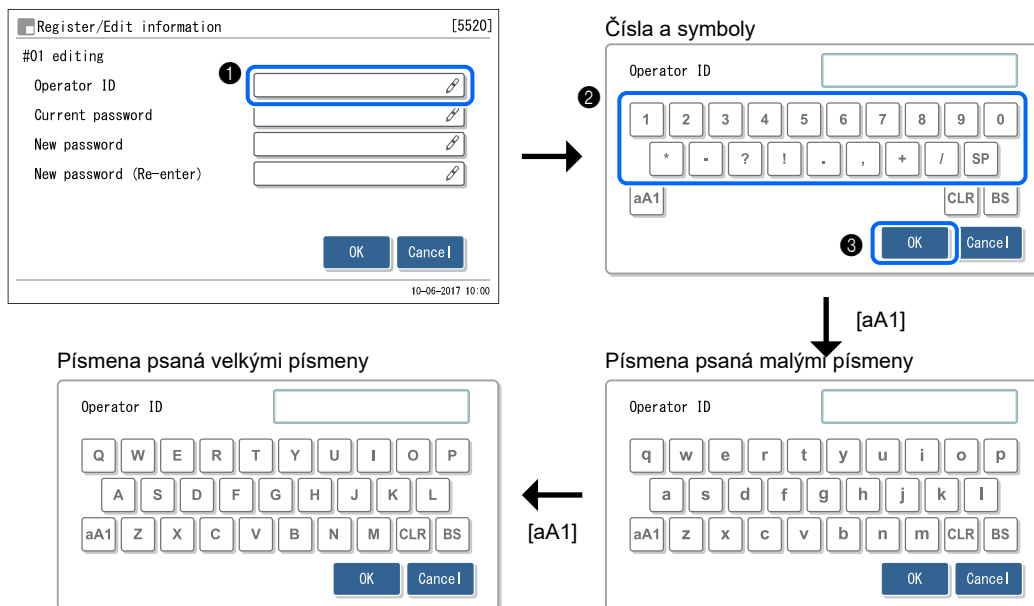 Register/Edit information [5520]
#01 editing
Operator ID
Current password
New password
New password (Re-enter)
OK Cancel
10-06-2017 10:00
❶
Čísla a symboly
Operator ID
❷
1 2 3 4 5 6 7 8 9 0
* - ? ! . , + / SP
aA1 CLR BS
❸ OK Cancel
[aA1]
Písmena psaná malými písmeny
Operator ID
q w e r t y u i o p
a s d f g h j k l
aA1 z x c v b n m CLR BS
OK Cancel
[aA1]
Písmena psaná velkými písmeny
Operator ID
Q W E R T Y U I O P
A S D F G H J K L
aA1 Z X C V B N M CLR BS
OK Cancel